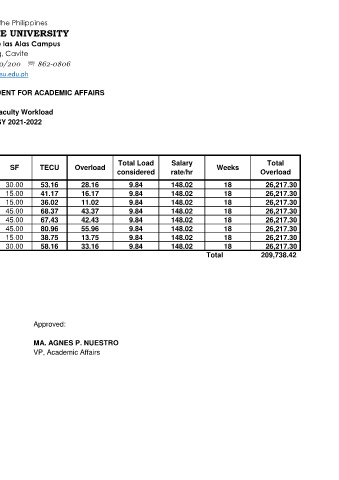 the Philippines
E UNIVERSITY
e las Alas Campus
g, Cavite
0/200 ☏ 862-0806
su.edu.ph
DENT FOR ACADEMIC AFFAIRS
aculty Workload
SY 2021-2022
SF TECU Overload Total Load considered Salary rate/hr Weeks Total Overload
30.00 53.16 28.16 9.84 148.02 18 26,217.30
15.00 41.17 16.17 9.84 148.02 18 26,217.30
15.00 36.02 11.02 9.84 148.02 18 26,217.30
45.00 68.37 43.37 9.84 148.02 18 26,217.30
45.00 67.43 42.43 9.84 148.02 18 26,217.30
45.00 80.96 55.96 9.84 148.02 18 26,217.30
15.00 38.75 13.75 9.84 148.02 18 26,217.30
30.00 58.16 33.16 9.84 148.02 18 26,217.30
Total 209,738.42
Approved:
MA. AGNES P. NUESTRO
VP, Academic Affairs